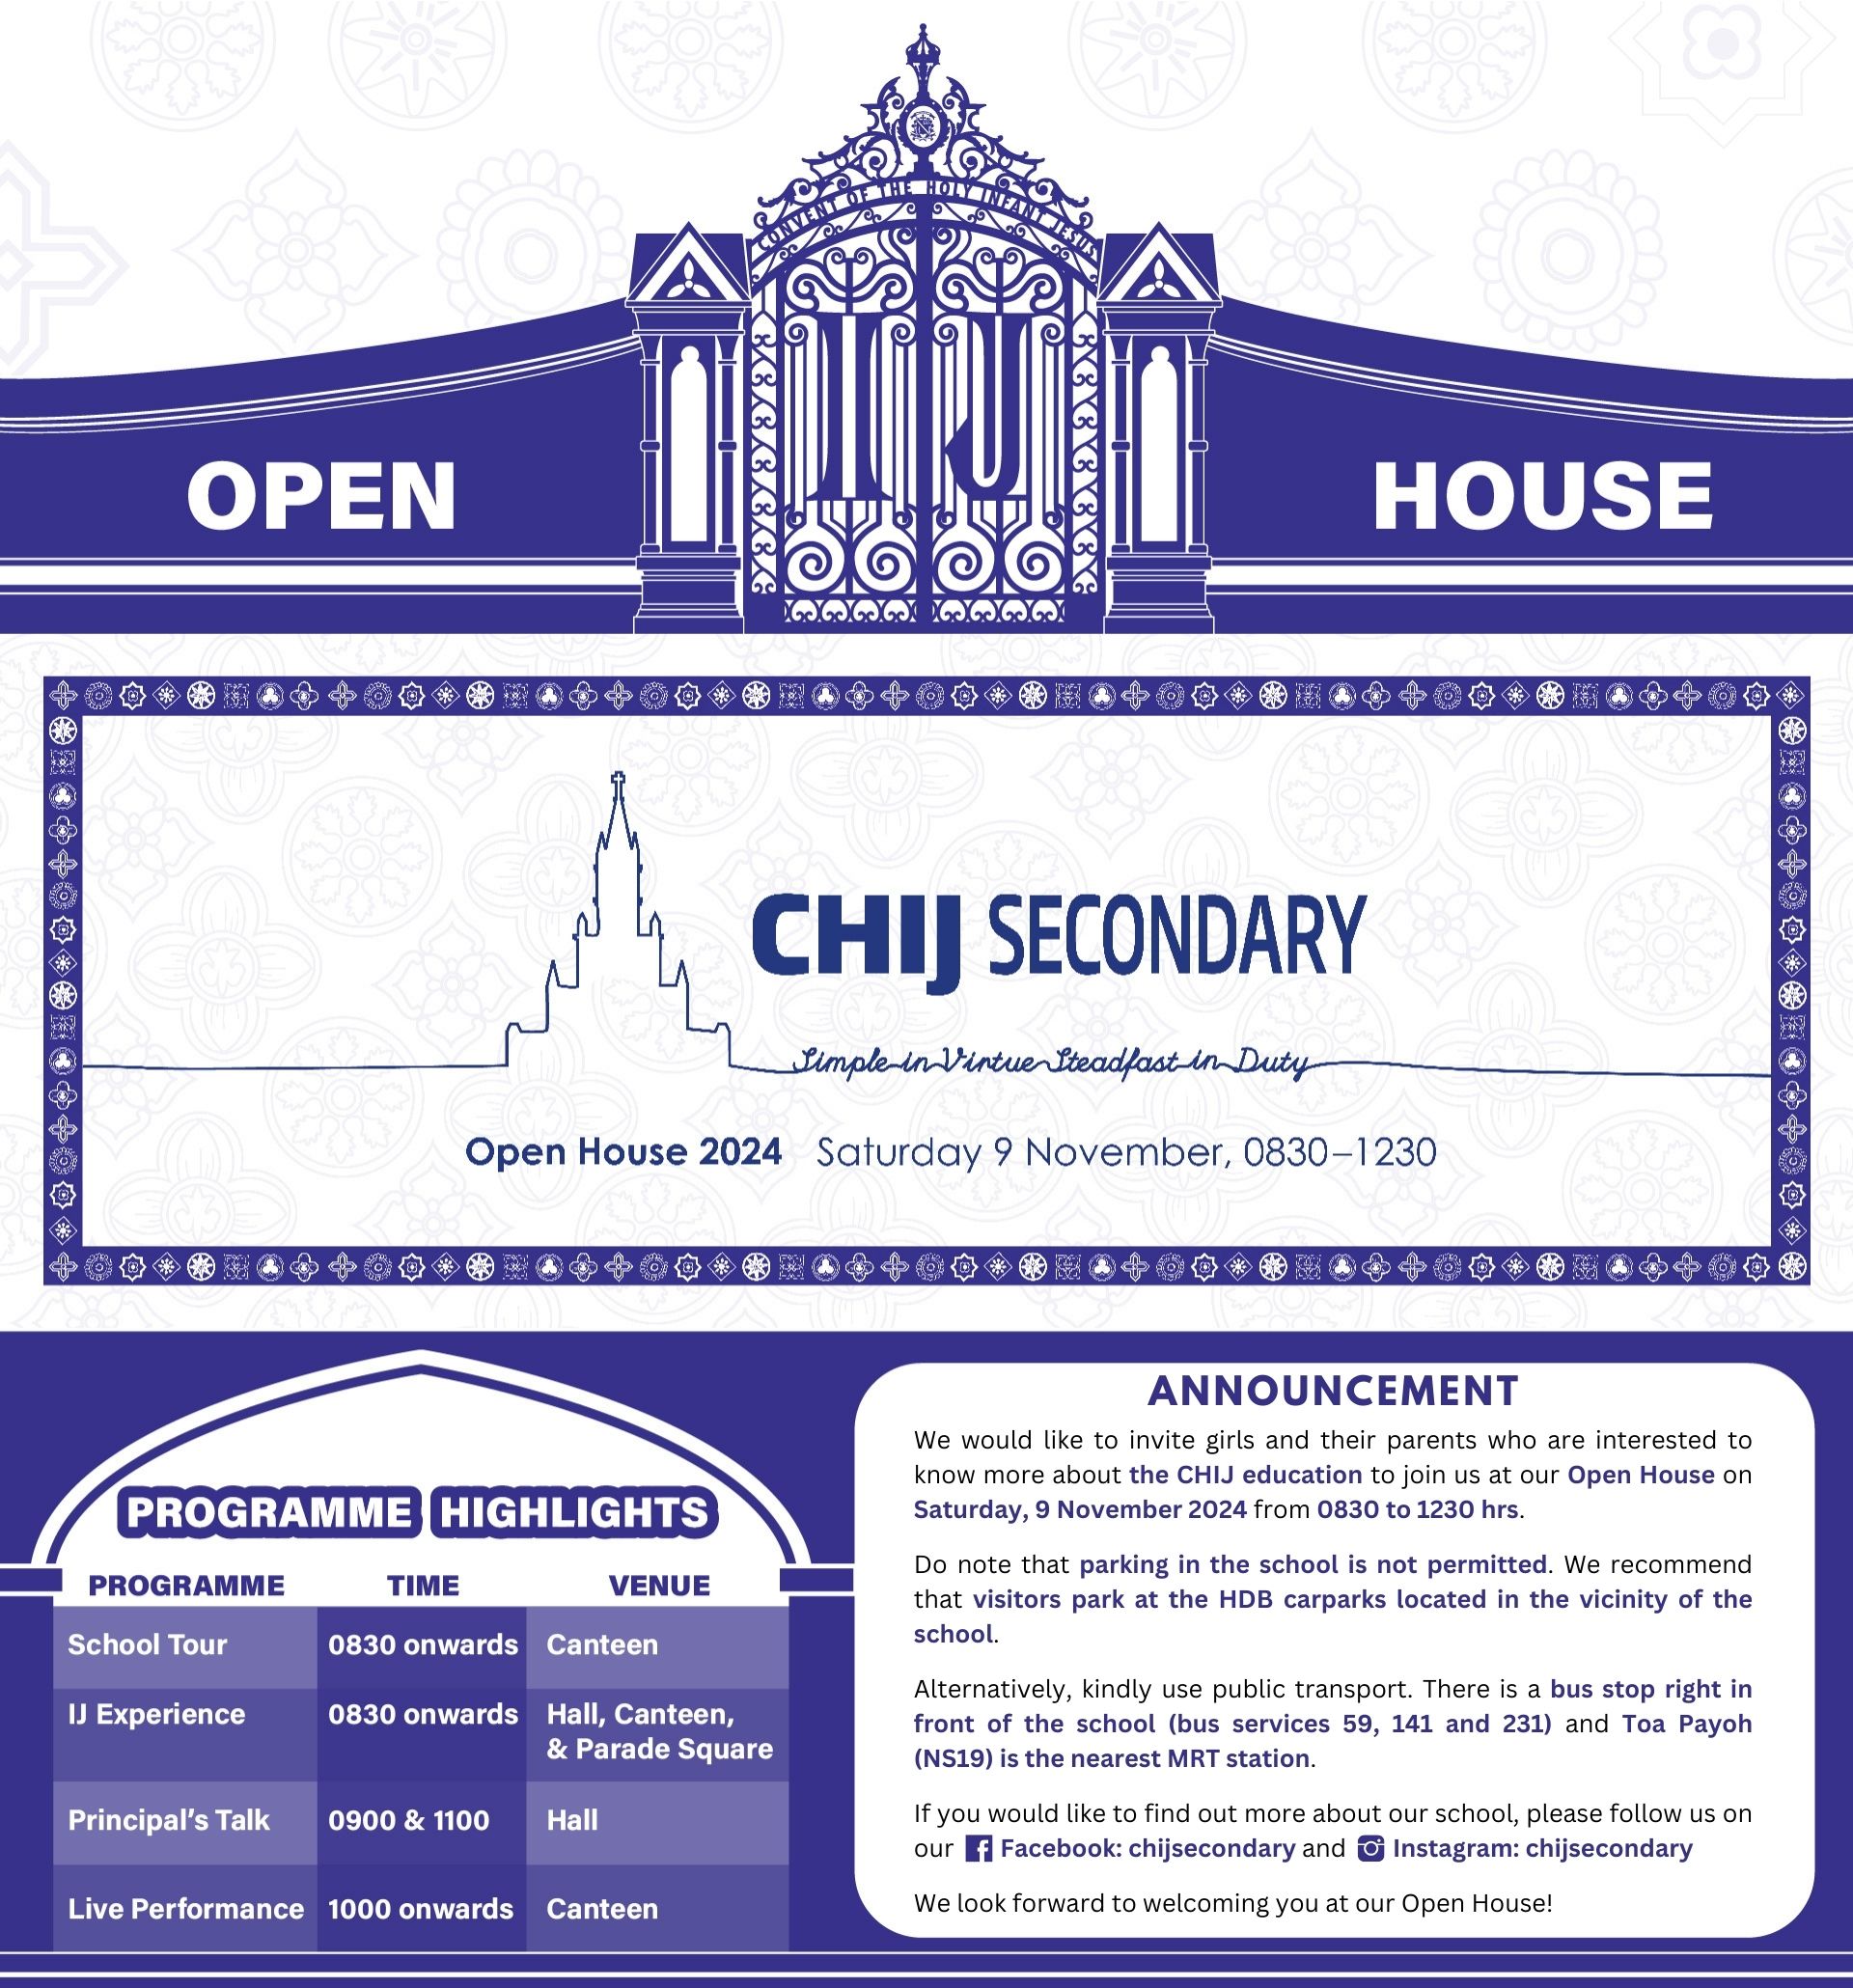 CONVENT OF THE HOLY INFANT JESUS
IJ
OPEN
HOUSE
CHIJ SECONDARY
Simple in Virtue Steadfast in Duty
Open House 2024 Saturday 9 November, 0830–1230
PROGRAMME HIGHLIGHTS
PROGRAMME TIME VENUE
School Tour 0830 onwards Canteen
IJ Experience 0830 onwards Hall, Canteen,
& Parade Square
Principal's Talk 0900 & 1100 Hall
Live Performance 1000 onwards Canteen
ANNOUNCEMENT
We would like to invite girls and their parents who are interested to
know more about the CHIJ education to join us at our Open House on
Saturday, 9 November 2024 from 0830 to 1230 hrs.
Do note that parking in the school is not permitted. We recommend
that visitors park at the HDB carparks located in the vicinity of the
school.
Alternatively, kindly use public transport. There is a bus stop right in
front of the school (bus services 59, 141 and 231) and Toa Payoh
(NS19) is the nearest MRT station.
If you would like to find out more about our school, please follow us on
our Facebook: chijsecondary and Instagram: chijsecondary
We look forward to welcoming you at our Open House!